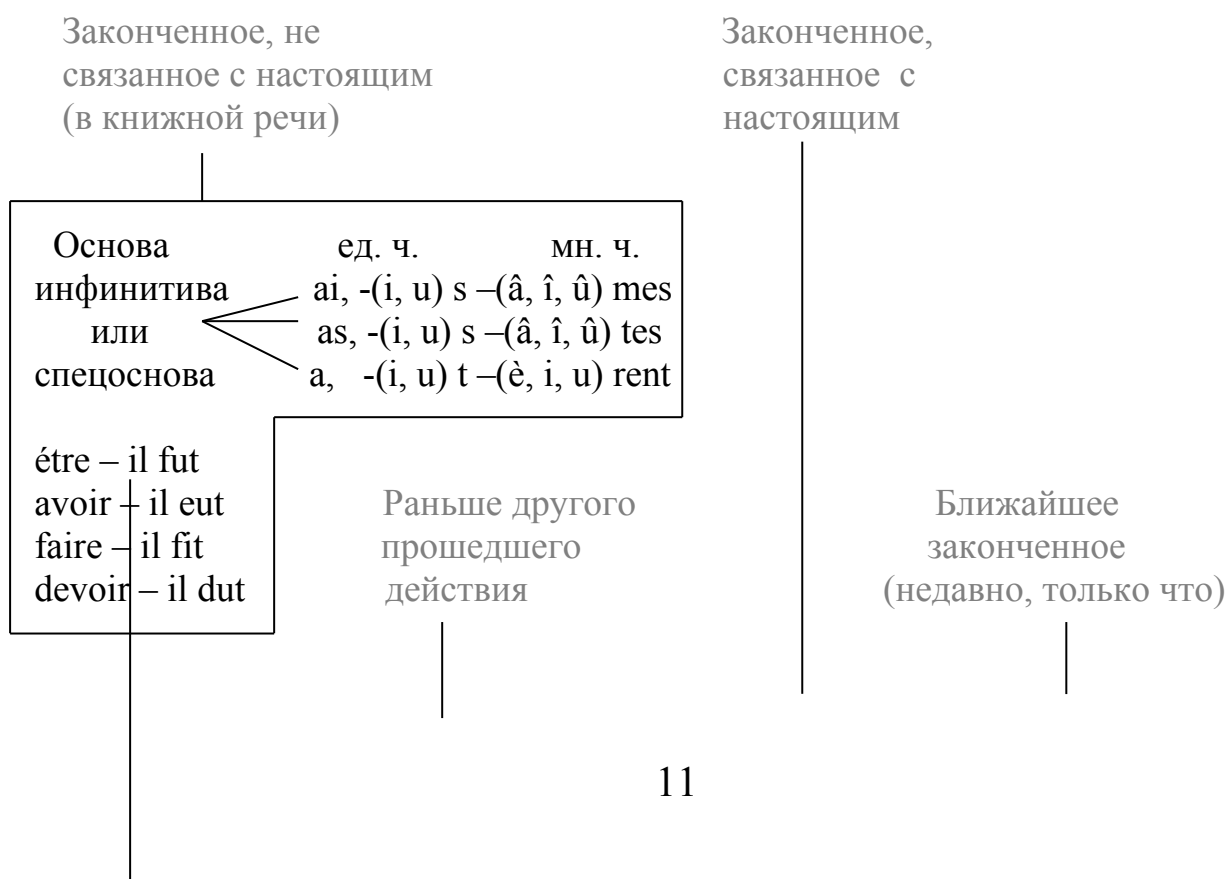 Законченное, не
связанное с настоящим
(в книжной речи)
Законченное,
связанное с
настоящим
Основа ед. ч. мн. ч.
инфинитива ai, -(i, u) s –(â, î, û) mes
или as, -(i, u) s –(â, î, û) tes
спецоснова a, -(i, u) t –(è, i, u) rent
étre – il fut
avoir – il eut
faire – il fit
devoir – il dut
Раньше другого
прошедшего
действия
Ближайшее
законченное
(недавно, только что)
11